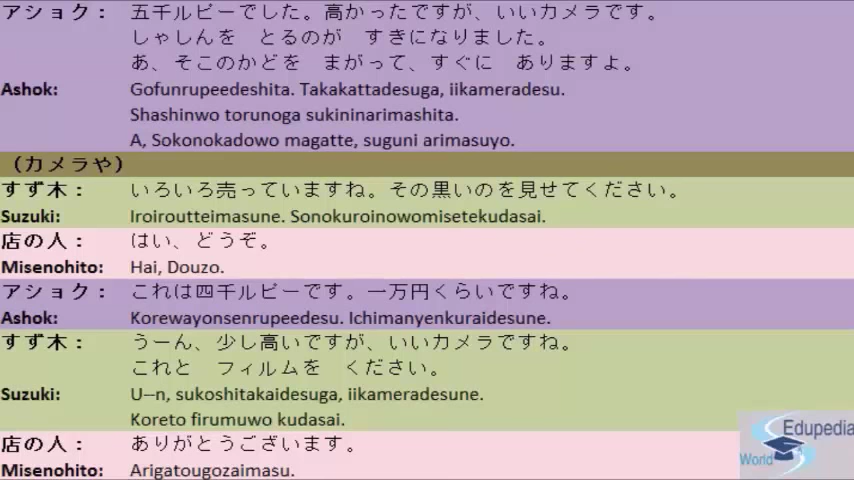 アショク： 五千ルピーでした。高かったですが、いいカメラです。
しゃしんを　とるのが　すきになりました。
あ、そこのかどを　まがって、すぐに　ありますよ。
Ashok: Gofunrupeedeshita. Takakattadesuga, iikameradesu.
Shashinwo torunoga sukininarimashita.
A, Sokonokadowo magatte, suguni arimasuyo.
（カメラや）
すず木： いろいろ売っていますね。その黒いのを見せてください。
Suzuki: Iroiroutteimasune. Sonokuroinowomisetekudasai.
店の人： はい、どうぞ。
Misenohito: Hai, Douzo.
アショク： これは四千ルピーです。一万円くらいですね。
Ashok: Korewayonsenrupeedesu. Ichimanyenkuraidesune.
すず木： うーん、少し高いですが、いいカメラですね。
これと　フィルムを　ください。
Suzuki: U--n, sukoshitakaidesuga, iikameradesune.
Koreto firumuwo kudasai.
店の人： ありがとうございます。
Misenohito: Arigatougozaimasu.
Edupedia
World